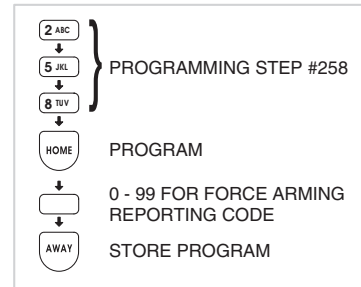 2 ABC
5 JKL
PROGRAMMING STEP #258
8 TUV
HOME PROGRAM
0 - 99 FOR FORCE ARMING
REPORTING CODE
AWAY STORE PROGRAM